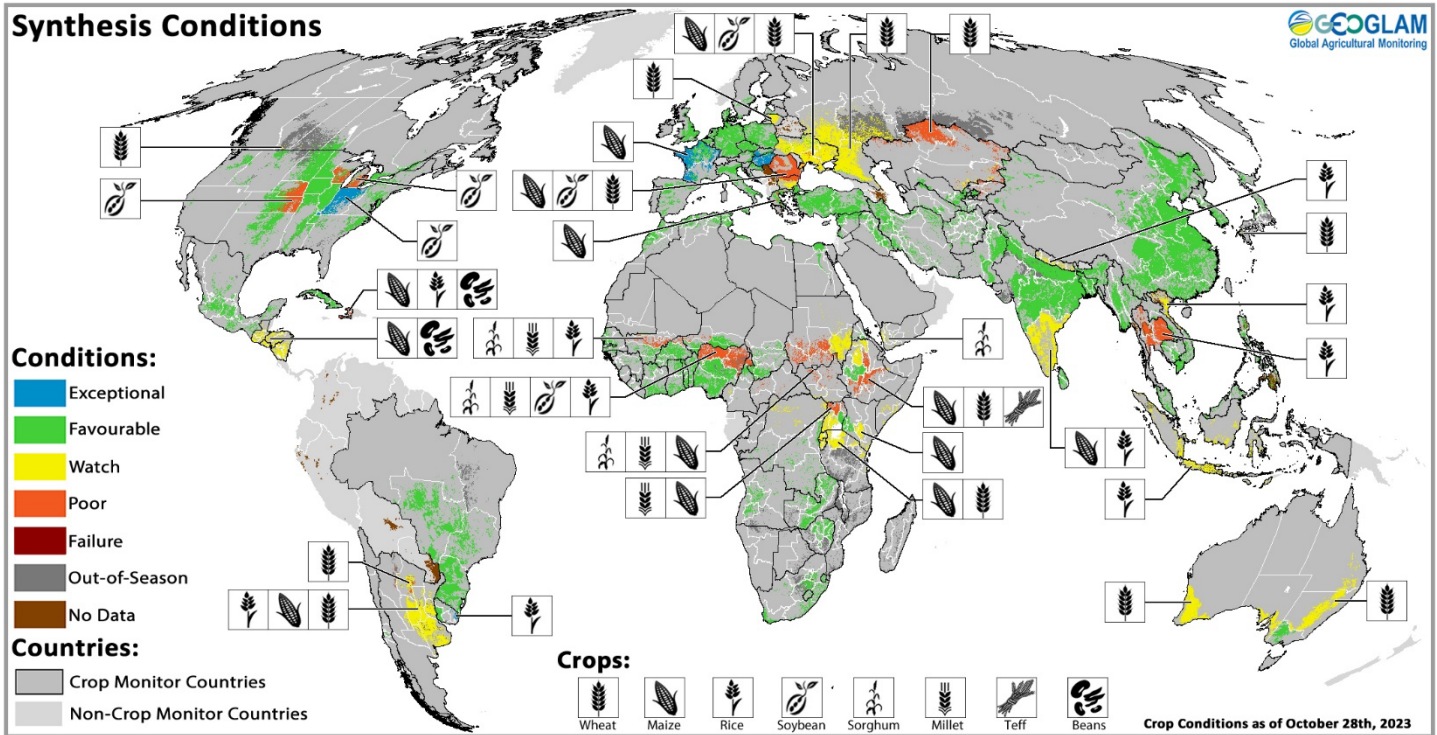 Synthesis Conditions
GEOGLAM
Global Agricultural Monitoring
Conditions:
Exceptional
Favourable
Watch
Poor
Failure
Out-of-Season
No Data
Countries:
Crop Monitor Countries
Non-Crop Monitor Countries
Crops:
Wheat
Maize
Rice
Soybean
Sorghum
Millet
Teff
Beans
Crop Conditions as of October 28th, 2023